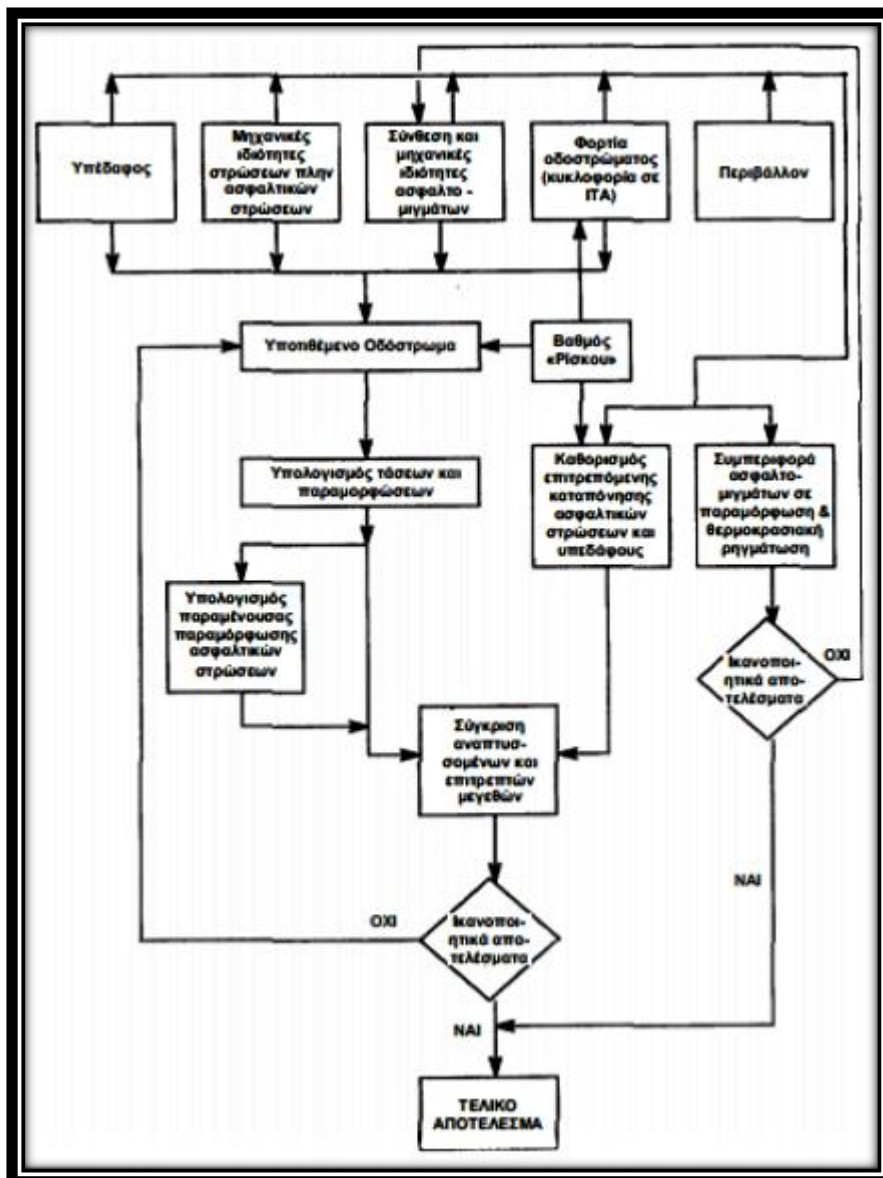 Υπέδαφος
Μηχανικές
ιδιότητες
στρώσεων πλην
ασφαλτικών
στρώσεων
Σύνθεση και
μηχανικές
ιδιότητες
ασφαλτο -
μιγμάτων
Φορτία
οδοστρώματος
(κυκλοφορία σε
ΙΤΑ)
Περιβάλλον
Υποτιθέμενο Οδόστρωμα
Βαθμός
«Ρίσκου»
Υπολογισμός τάσεων και
παραμορφώσεων
Καθορισμός
επιτρεπόμενης
καταπόνησης
ασφαλτικών
στρώσεων και
υπεδάφους
Συμπεριφορά
ασφαλτο-
μιγμάτων σε
παραμόρφωση &
θερμοκρασιακή
ρηγμάτωση
Υπολογισμός
παραμένουσας
παραμόρφωσης
ασφαλτικών
στρώσεων
Ικανοποι-
ητικά απο-
τελέσματα
ΟΧΙ
Σύγκριση
αναπτυσ-
σομένων και
επιτρεπτών
μεγεθών
ΝΑΙ
ΟΧΙ
Ικανοποι-
ητικά απο-
τελέσματα
ΝΑΙ
ΤΕΛΙΚΟ
ΑΠΟΤΕΛΕΣΜΑ